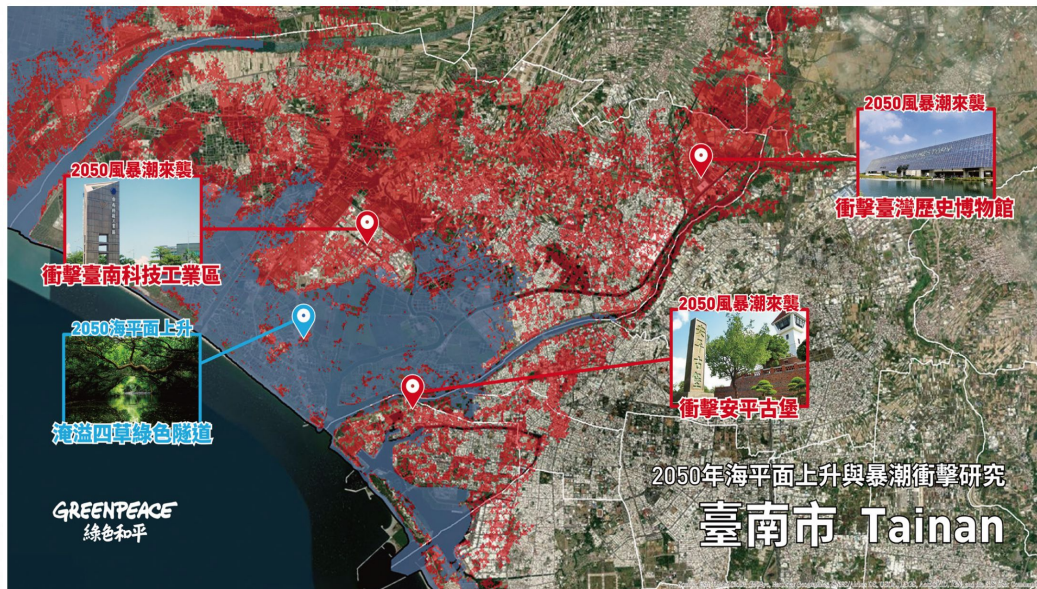 2050風暴潮來襲
衝擊臺灣歷史博物館
2050風暴潮來襲
衝擊臺南科技工業區
2050海平面上升
淹溢四草綠色隧道
2050風暴潮來襲
安平古堡
衝擊安平古堡
2050年海平面上升與暴潮衝擊研究
臺南市 Tainan
GREENPEACE
綠色和平